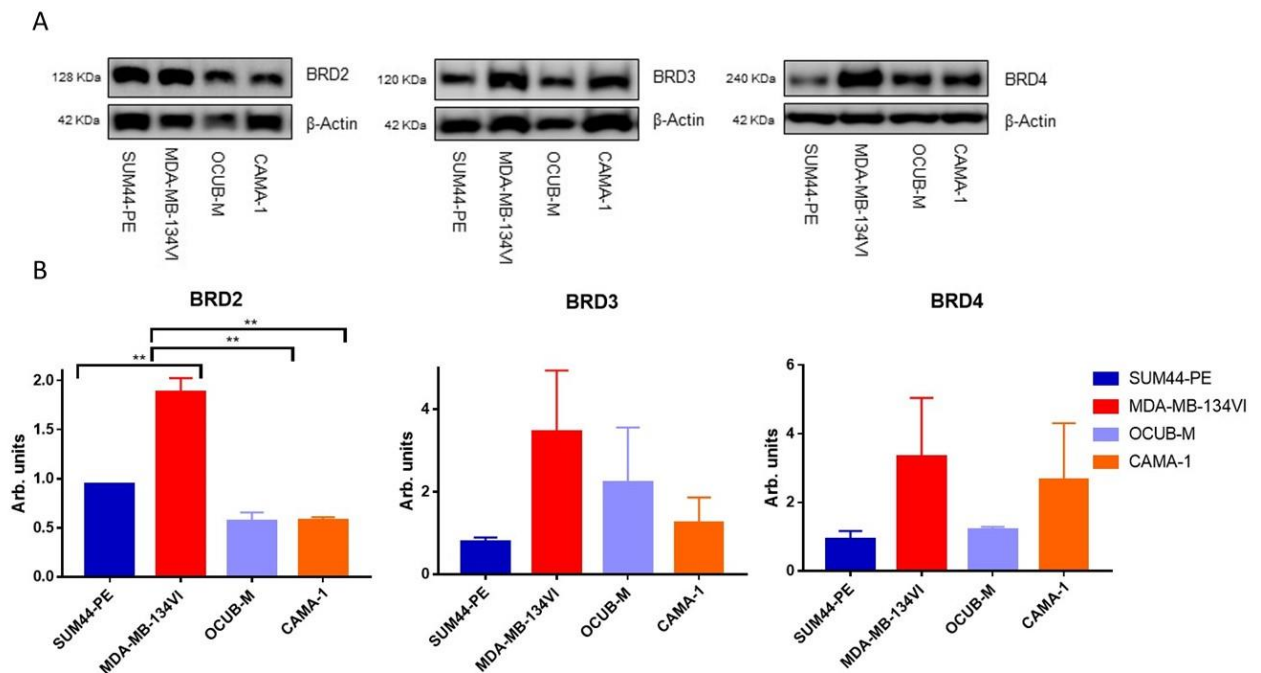 A
128 KDa BRD2
42 KDa β-Actin
SUM44-PE
MDA-MB-134VI
OCUB-M
CAMA-1
120 KDa BRD3
42 KDa β-Actin
SUM44-PE
MDA-MB-134VI
OCUB-M
CAMA-1
240 KDa BRD4
42 KDa β-Actin
SUM44-PE
MDA-MB-134VI
OCUB-M
CAMA-1
B
BRD2
**
**
**
Arb. units
2.0
1.5
1.0
0.5
0.0
SUM44-PE
MDA-MB-134VI
OCUB-M
CAMA-1
BRD3
Arb. units
4
2
0
SUM44-PE
MDA-MB-134VI
OCUB-M
CAMA-1
BRD4
Arb. units
6
4
2
0
SUM44-PE
MDA-MB-134VI
OCUB-M
CAMA-1
SUM44-PE
MDA-MB-134VI
OCUB-M
CAMA-1